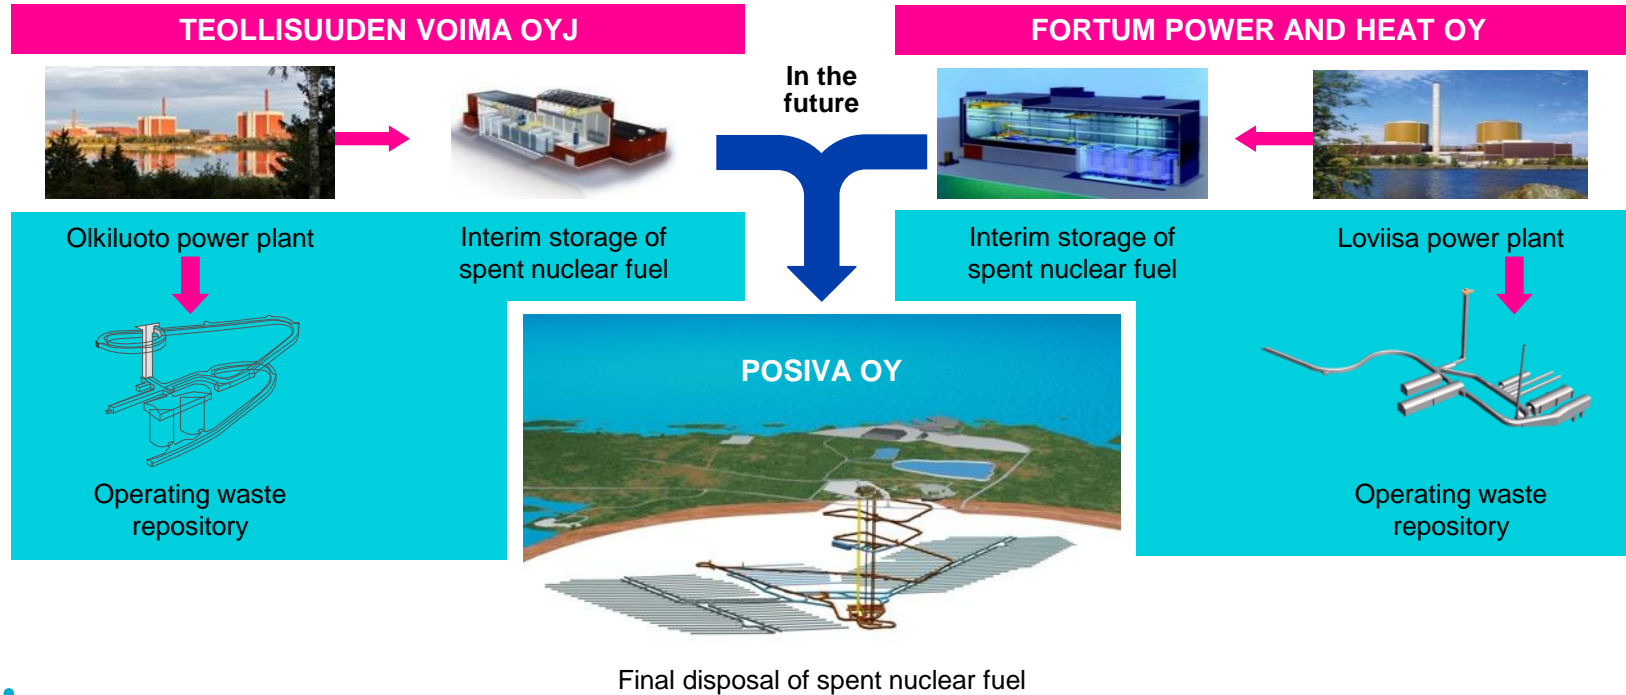 TEOLLISUUDEN VOIMA OYJ
FORTUM POWER AND HEAT OY
In the
future
Olkiluoto power plant
Interim storage of
spent nuclear fuel
Interim storage of
spent nuclear fuel
Loviisa power plant
POSIVA OY
Operating waste
repository
Operating waste
repository
Final disposal of spent nuclear fuel